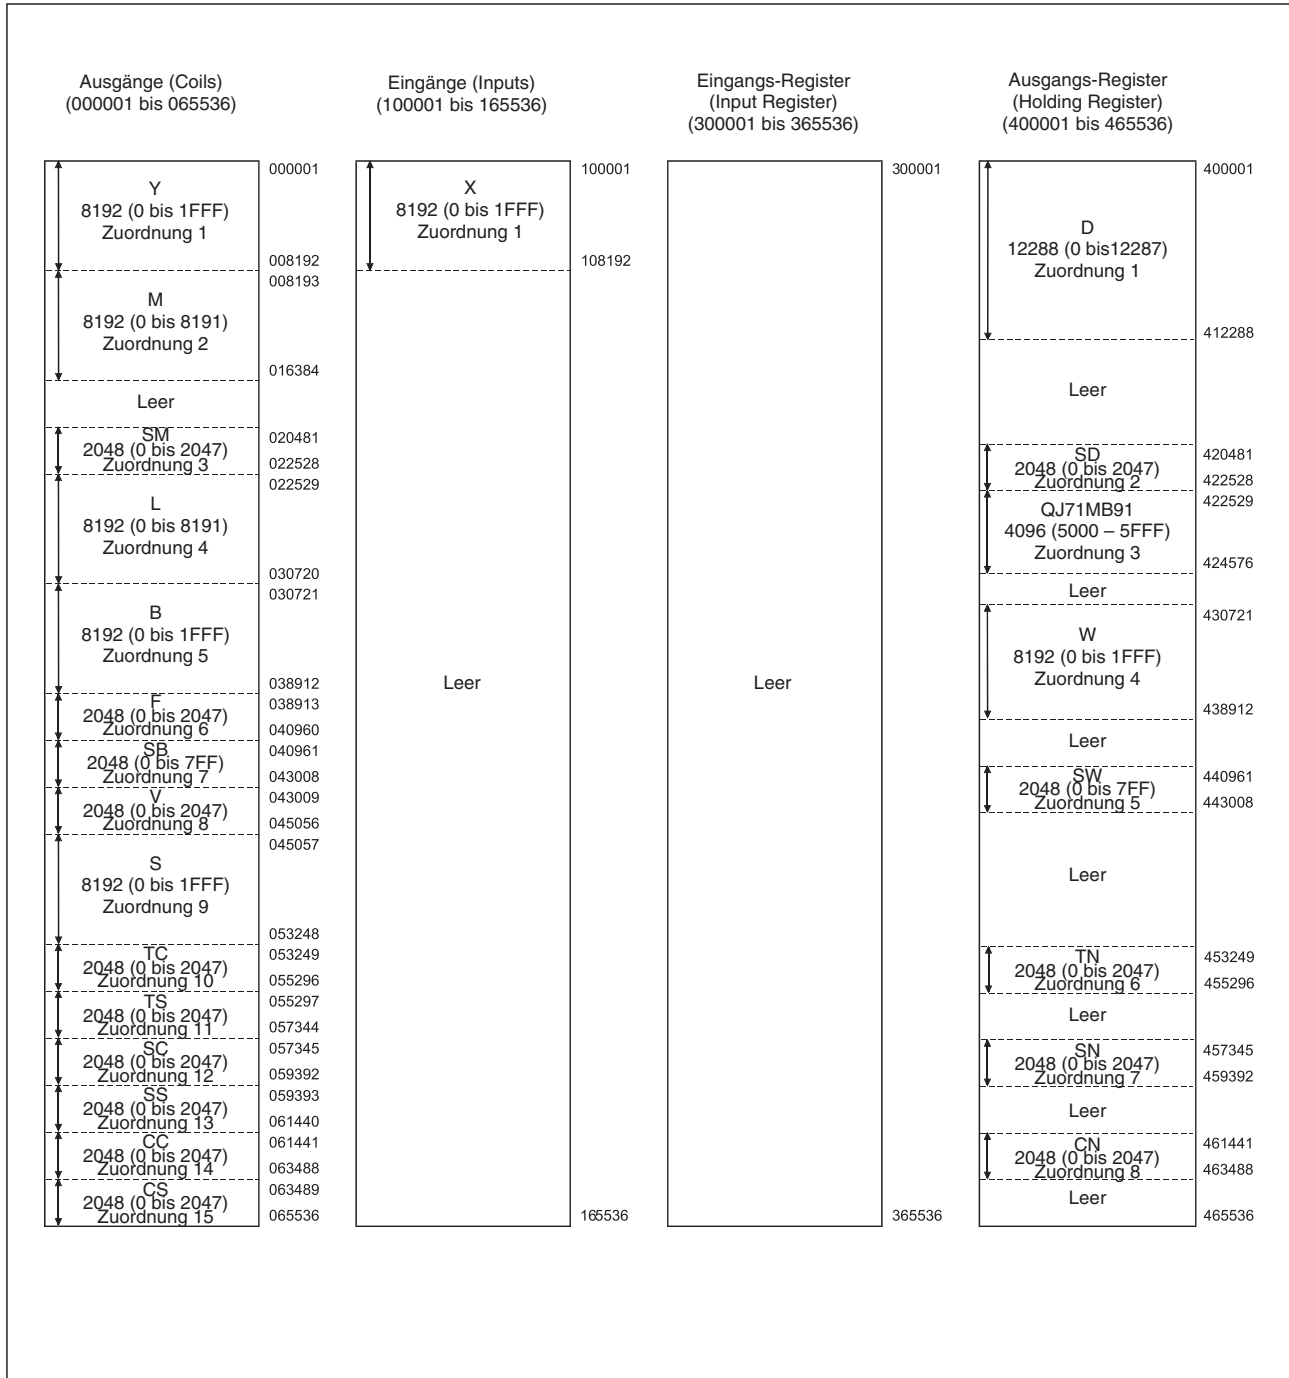 Ausgänge (Coils)
(000001 bis 065536)
000001
Y
8192 (0 bis 1FFF)
Zuordnung 1
008192
008193
M
8192 (0 bis 8191)
Zuordnung 2
016384
Leer
SM
2048 (0 bis 2047)
Zuordnung 3
020481
022528
022529
L
8192 (0 bis 8191)
Zuordnung 4
030720
030721
B
8192 (0 bis 1FFF)
Zuordnung 5
038912
F
2048 (0 bis 2047)
Zuordnung 6
038913
040960
SB
2048 (0 bis 7FF)
Zuordnung 7
040961
043008
V
2048 (0 bis 2047)
Zuordnung 8
043009
045056
045057
S
8192 (0 bis 1FFF)
Zuordnung 9
053248
TC
2048 (0 bis 2047)
Zuordnung 10
053249
055296
TS
2048 (0 bis 2047)
Zuordnung 11
055297
057344
SC
2048 (0 bis 2047)
Zuordnung 12
057345
059392
SS
2048 (0 bis 2047)
Zuordnung 13
059393
061440
CC
2048 (0 bis 2047)
Zuordnung 14
061441
063488
CS
2048 (0 bis 2047)
Zuordnung 15
063489
065536
Eingänge (Inputs)
(100001 bis 165536)
100001
X
8192 (0 bis 1FFF)
Zuordnung 1
108192
Leer
165536
Eingangs-Register
(Input Register)
(300001 bis 365536)
300001
Leer
365536
Ausgangs-Register
(Holding Register)
(400001 bis 465536)
400001
D
12288 (0 bis12287)
Zuordnung 1
412288
Leer
SD
2048 (0 bis 2047)
Zuordnung 2
420481
422528
422529
QJ71MB91
4096 (5000 – 5FFF)
Zuordnung 3
424576
Leer
430721
W
8192 (0 bis 1FFF)
Zuordnung 4
438912
Leer
SW
2048 (0 bis 7FF)
Zuordnung 5
440961
443008
Leer
TN
2048 (0 bis 2047)
Zuordnung 6
453249
455296
Leer
SN
2048 (0 bis 2047)
Zuordnung 7
457345
459392
Leer
CN
2048 (0 bis 2047)
Zuordnung 8
461441
463488
Leer
465536